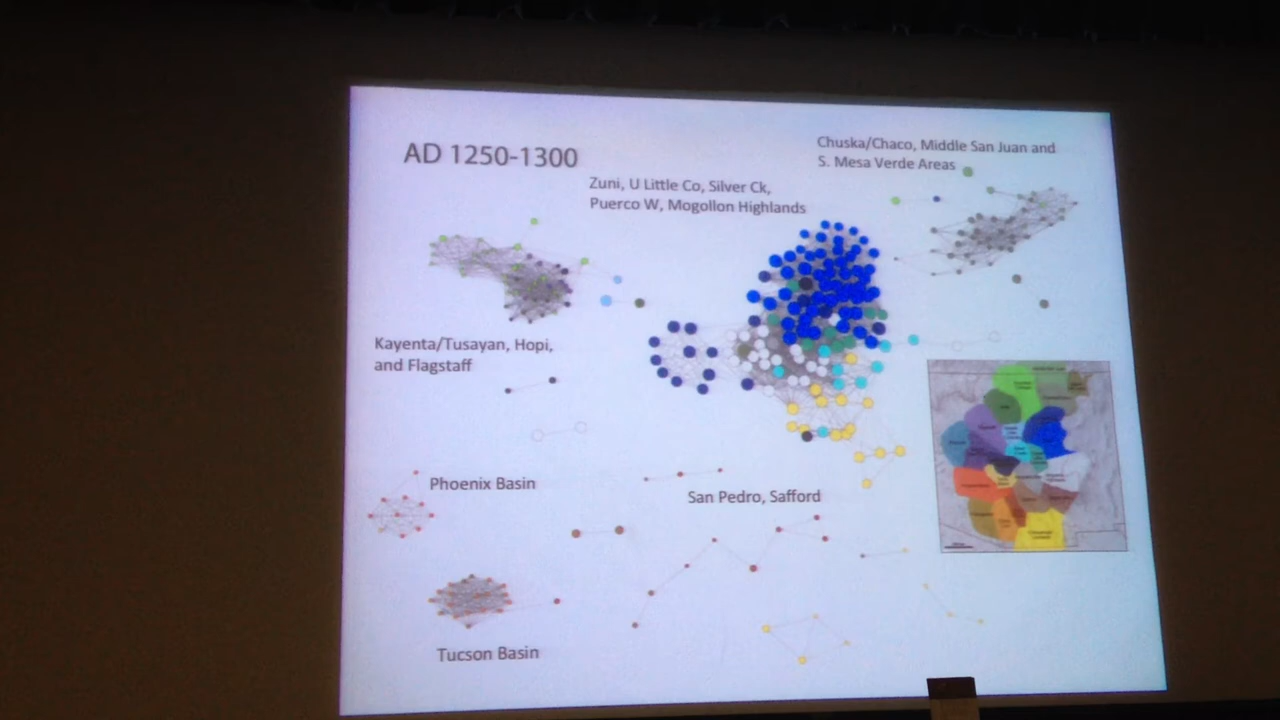 AD 1250-1300
Chuska/Chaco, Middle San Juan and
S. Mesa Verde Areas
Zuni, U Little Co, Silver Ck,
Puerco W, Mogollon Highlands
Kayenta/Tusayan, Hopi,
and Flagstaff
Phoenix Basin
San Pedro, Safford
Tucson Basin